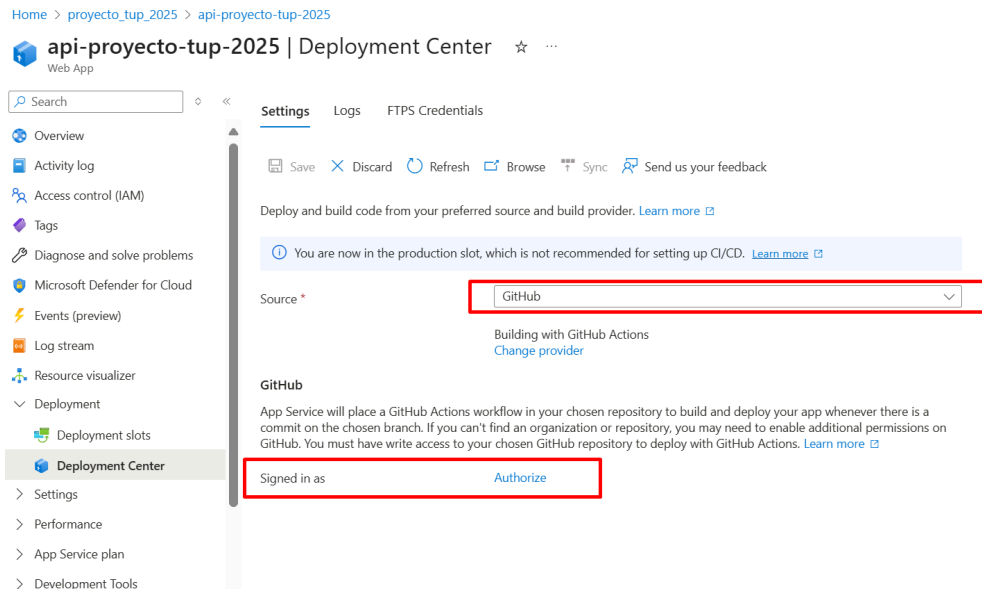 Home > proyecto_tup_2025 > api-proyecto-tup-2025
api-proyecto-tup-2025 | Deployment Center
Web App
Search
Overview
Activity log
Access control (IAM)
Tags
Diagnose and solve problems
Microsoft Defender for Cloud
Events (preview)
Log stream
Resource visualizer
Deployment
Deployment slots
Deployment Center
Settings
Performance
App Service plan
Development Tools
Settings Logs FTPS Credentials
Save Discard Refresh Browse Sync Send us your feedback
Deploy and build code from your preferred source and build provider. Learn more
You are now in the production slot, which is not recommended for setting up CI/CD. Learn more
Source * GitHub
Building with GitHub Actions
Change provider
GitHub
App Service will place a GitHub Actions workflow in your chosen repository to build and deploy your app whenever there is a
commit on the chosen branch. If you can't find an organization or repository, you may need to enable additional permissions on
GitHub. You must have write access to your chosen GitHub repository to deploy with GitHub Actions. Learn more
Signed in as Authorize